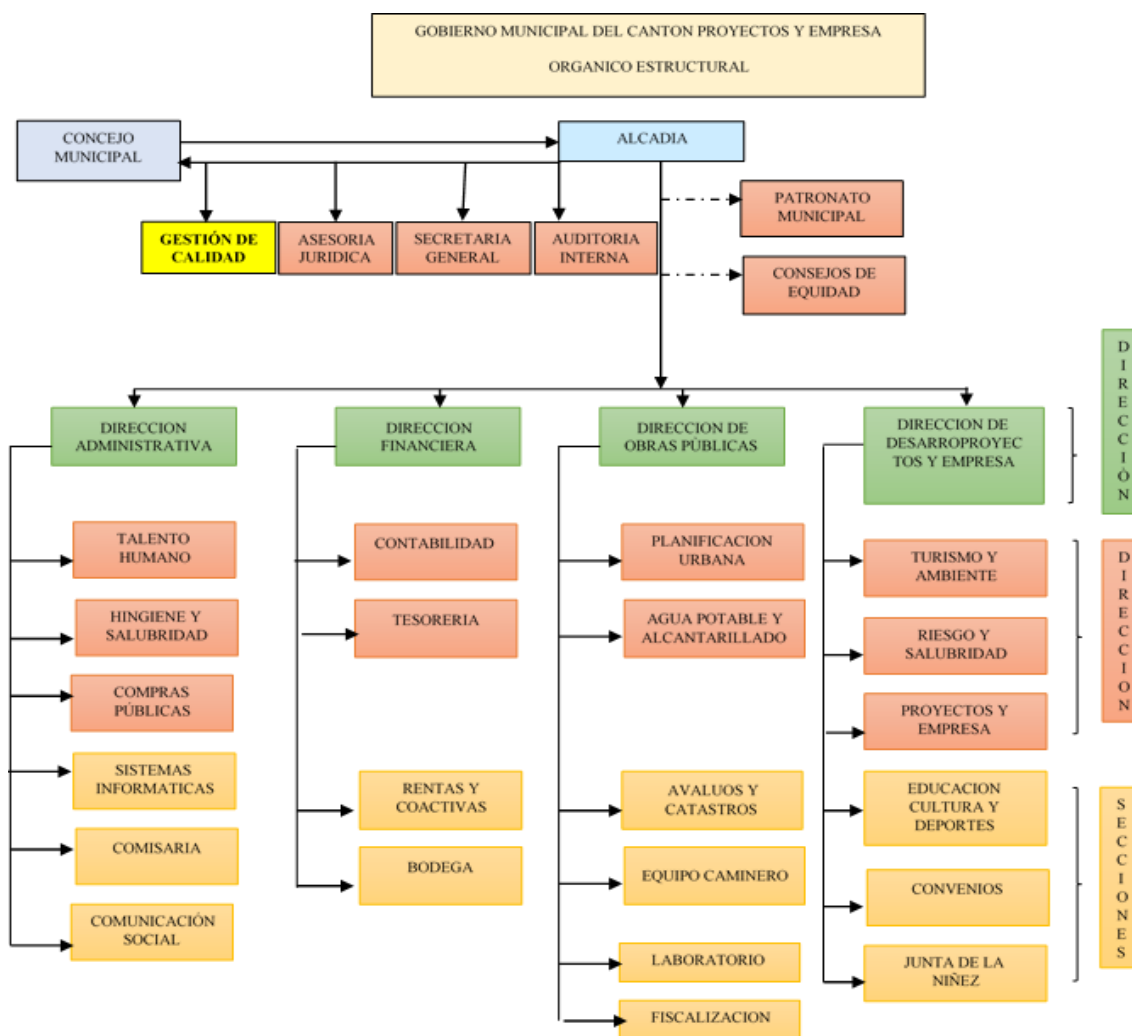 GOBIERNO MUNICIPAL DEL CANTON PROYECTOS Y EMPRESA
ORGANICO ESTRUCTURAL
CONCEJO
MUNICIPAL
ALCADIA
PATRONATO
MUNICIPAL
GESTIÓN DE
CALIDAD
ASESORIA
JURIDICA
SECRETARIA
GENERAL
AUDITORIA
INTERNA
CONSEJOS DE
EQUIDAD
DIRECCION
ADMINISTRATIVA
DIRECCION
FINANCIERA
DIRECCION DE
OBRAS PÚBLICAS
DIRECCION DE
DESARROPROYEC
TOS Y EMPRESA
D
I
R
E
C
C
I
Ó
N
TALENTO
HUMANO
HINGIENE Y
SALUBRIDAD
COMPRAS
PÚBLICAS
SISTEMAS
INFORMATICAS
COMISARIA
COMUNICACIÓN
SOCIAL
CONTABILIDAD
TESORERIA
RENTAS Y
COACTIVAS
BODEGA
PLANIFICACION
URBANA
AGUA POTABLE Y
ALCANTARILLADO
AVALUOS Y
CATASTROS
EQUIPO CAMINERO
LABORATORIO
FISCALIZACION
TURISMO Y
AMBIENTE
RIESGO Y
SALUBRIDAD
PROYECTOS Y
EMPRESA
EDUCACION
CULTURA Y
DEPORTES
CONVENIOS
JUNTA DE LA
NIÑEZ
D
I
R
E
C
C
I
O
N
S
E
C
C
I
O
N
E
S